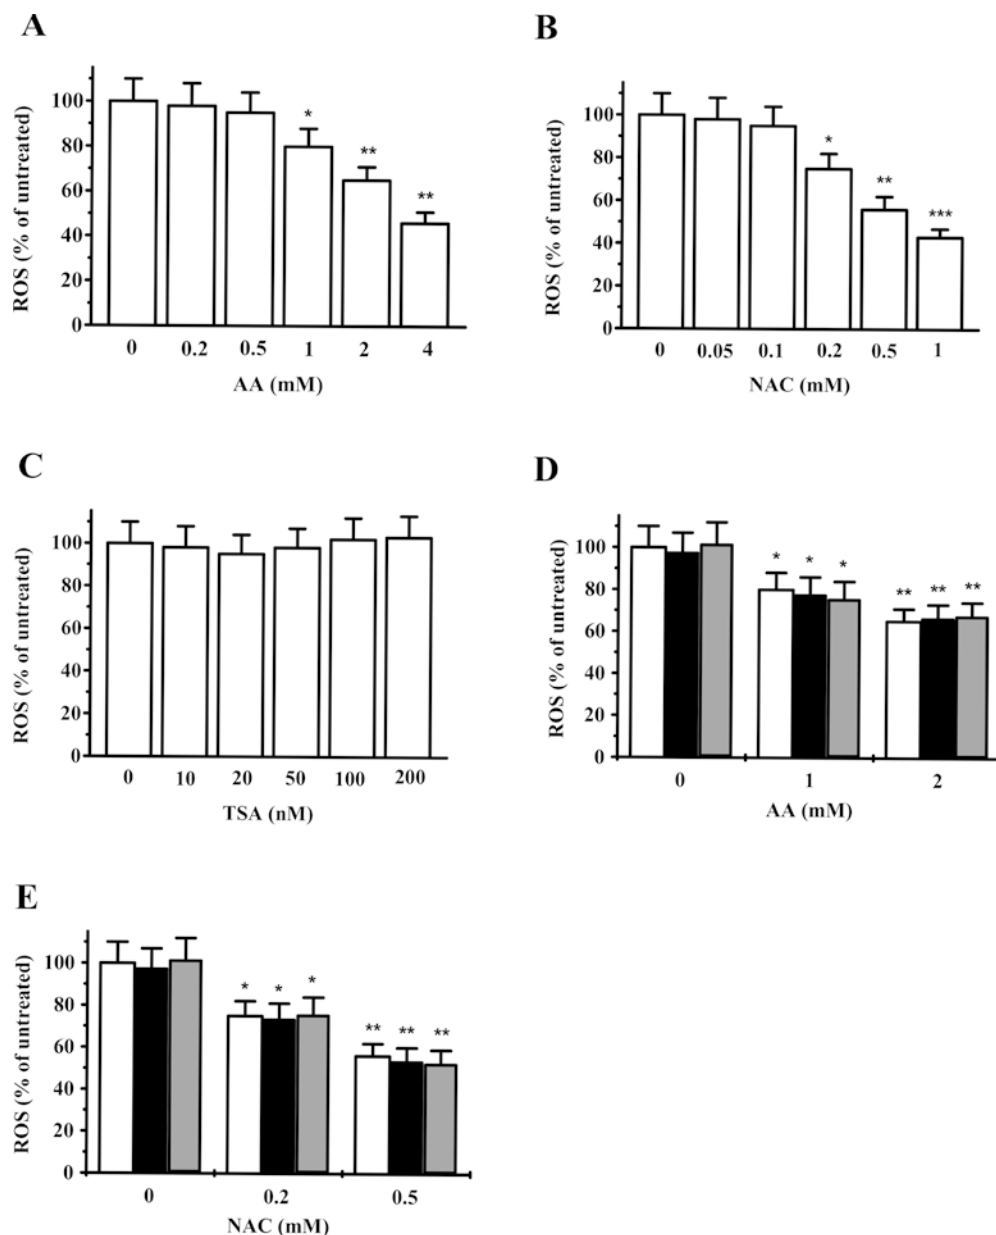 A
ROS (% of untreated)
100
80
60
40
20
0
*
**
**
0 0.2 0.5 1 2 4
AA (mM)
B
ROS (% of untreated)
100
80
60
40
20
0
*
**
***
0 0.05 0.1 0.2 0.5 1
NAC (mM)
C
ROS (% of untreated)
100
80
60
40
20
0
0 10 20 50 100 200
TSA (nM)
D
ROS (% of untreated)
100
80
60
40
20
0
* * *
** ** **
0 1 2
AA (mM)
E
ROS (% of untreated)
100
80
60
40
20
0
* * *
** ** **
0 0.2 0.5
NAC (mM)